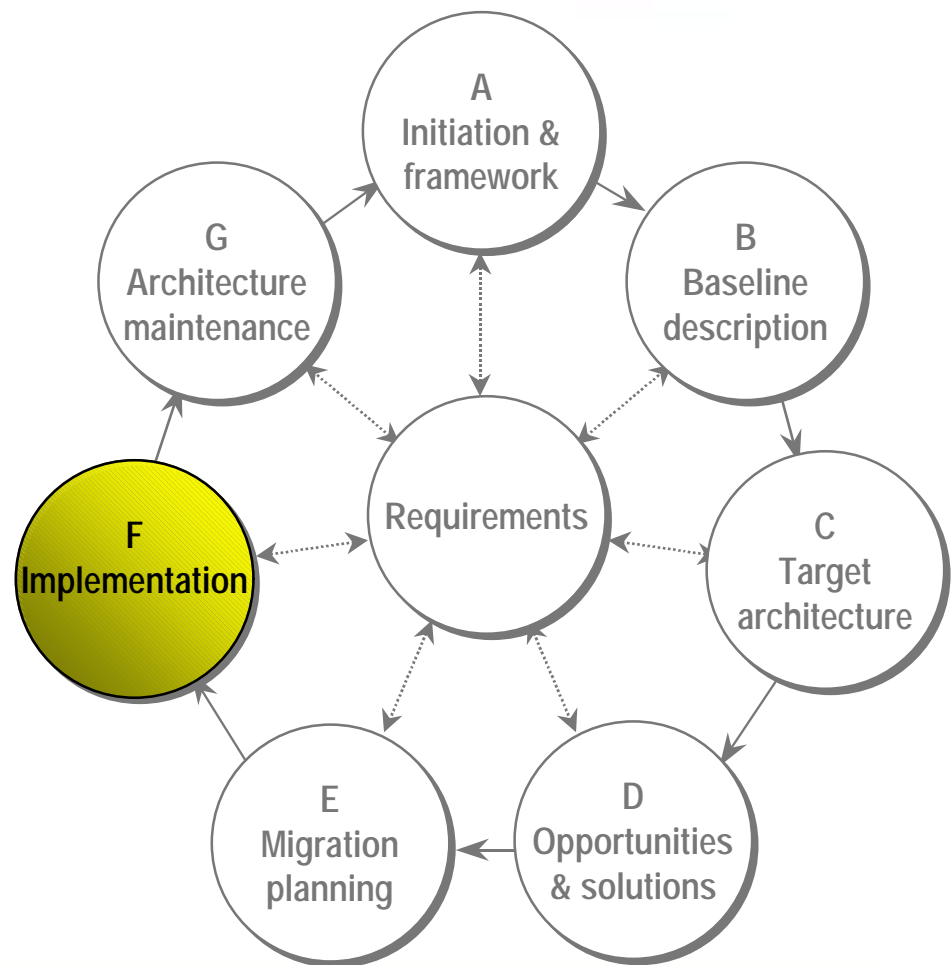 A
Initiation &
framework
B
Baseline
description
C
Target
architecture
D
Opportunities
& solutions
E
Migration
planning
F
Implementation
G
Architecture
maintenance
Requirements